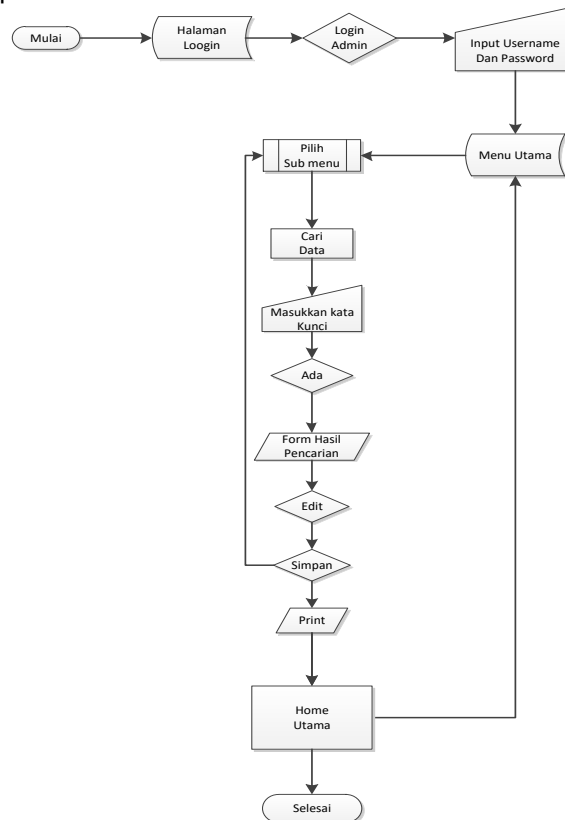 Mulai
Halaman
Loogin
Login
Admin
Input Username
Dan Password
Menu Utama
Pilih
Sub menu
Cari
Data
Masukkan kata
Kunci
Ada
Form Hasil
Pencarian
Edit
Simpan
Print
Home
Utama
Selesai